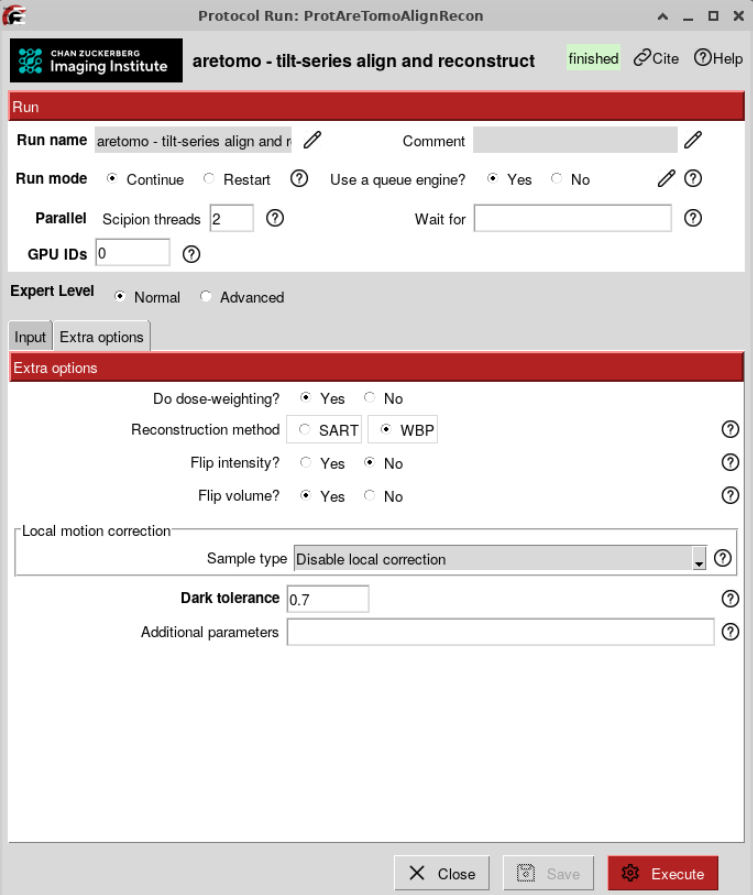 Protocol Run: ProtAreTomoAlignRecon
CHAN ZUCKERBERG
Imaging Institute
aretomo - tilt-series align and reconstruct
finished
Cite
Help
Run
Run name aretomo - tilt-series align and r Comment
Run mode Continue Restart Use a queue engine? Yes No
Parallel Scipion threads 2 Wait for
GPU IDs 0
Expert Level Normal Advanced
Input Extra options
Extra options
Do dose-weighting? Yes No
Reconstruction method SART WBP
Flip intensity? Yes No
Flip volume? Yes No
Local motion correction
Sample type Disable local correction
Dark tolerance 0.7
Additional parameters
Close Save Execute